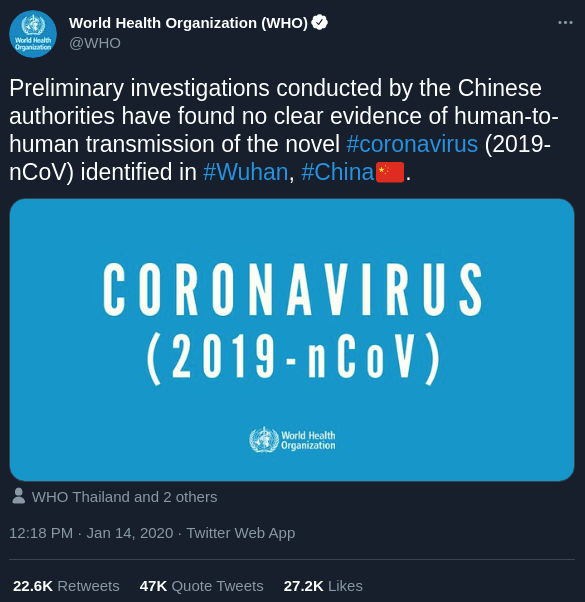 World Health Organization (WHO)
@WHO
Preliminary investigations conducted by the Chinese
authorities have found no clear evidence of human-to-
human transmission of the novel #coronavirus (2019-
nCoV) identified in #Wuhan, #China🇨🇳.
CORONAVIRUS
(2019-nCoV)
World Health
Organization
WHO Thailand and 2 others
12:18 PM · Jan 14, 2020 · Twitter Web App
22.6K Retweets 47K Quote Tweets 27.2K Likes